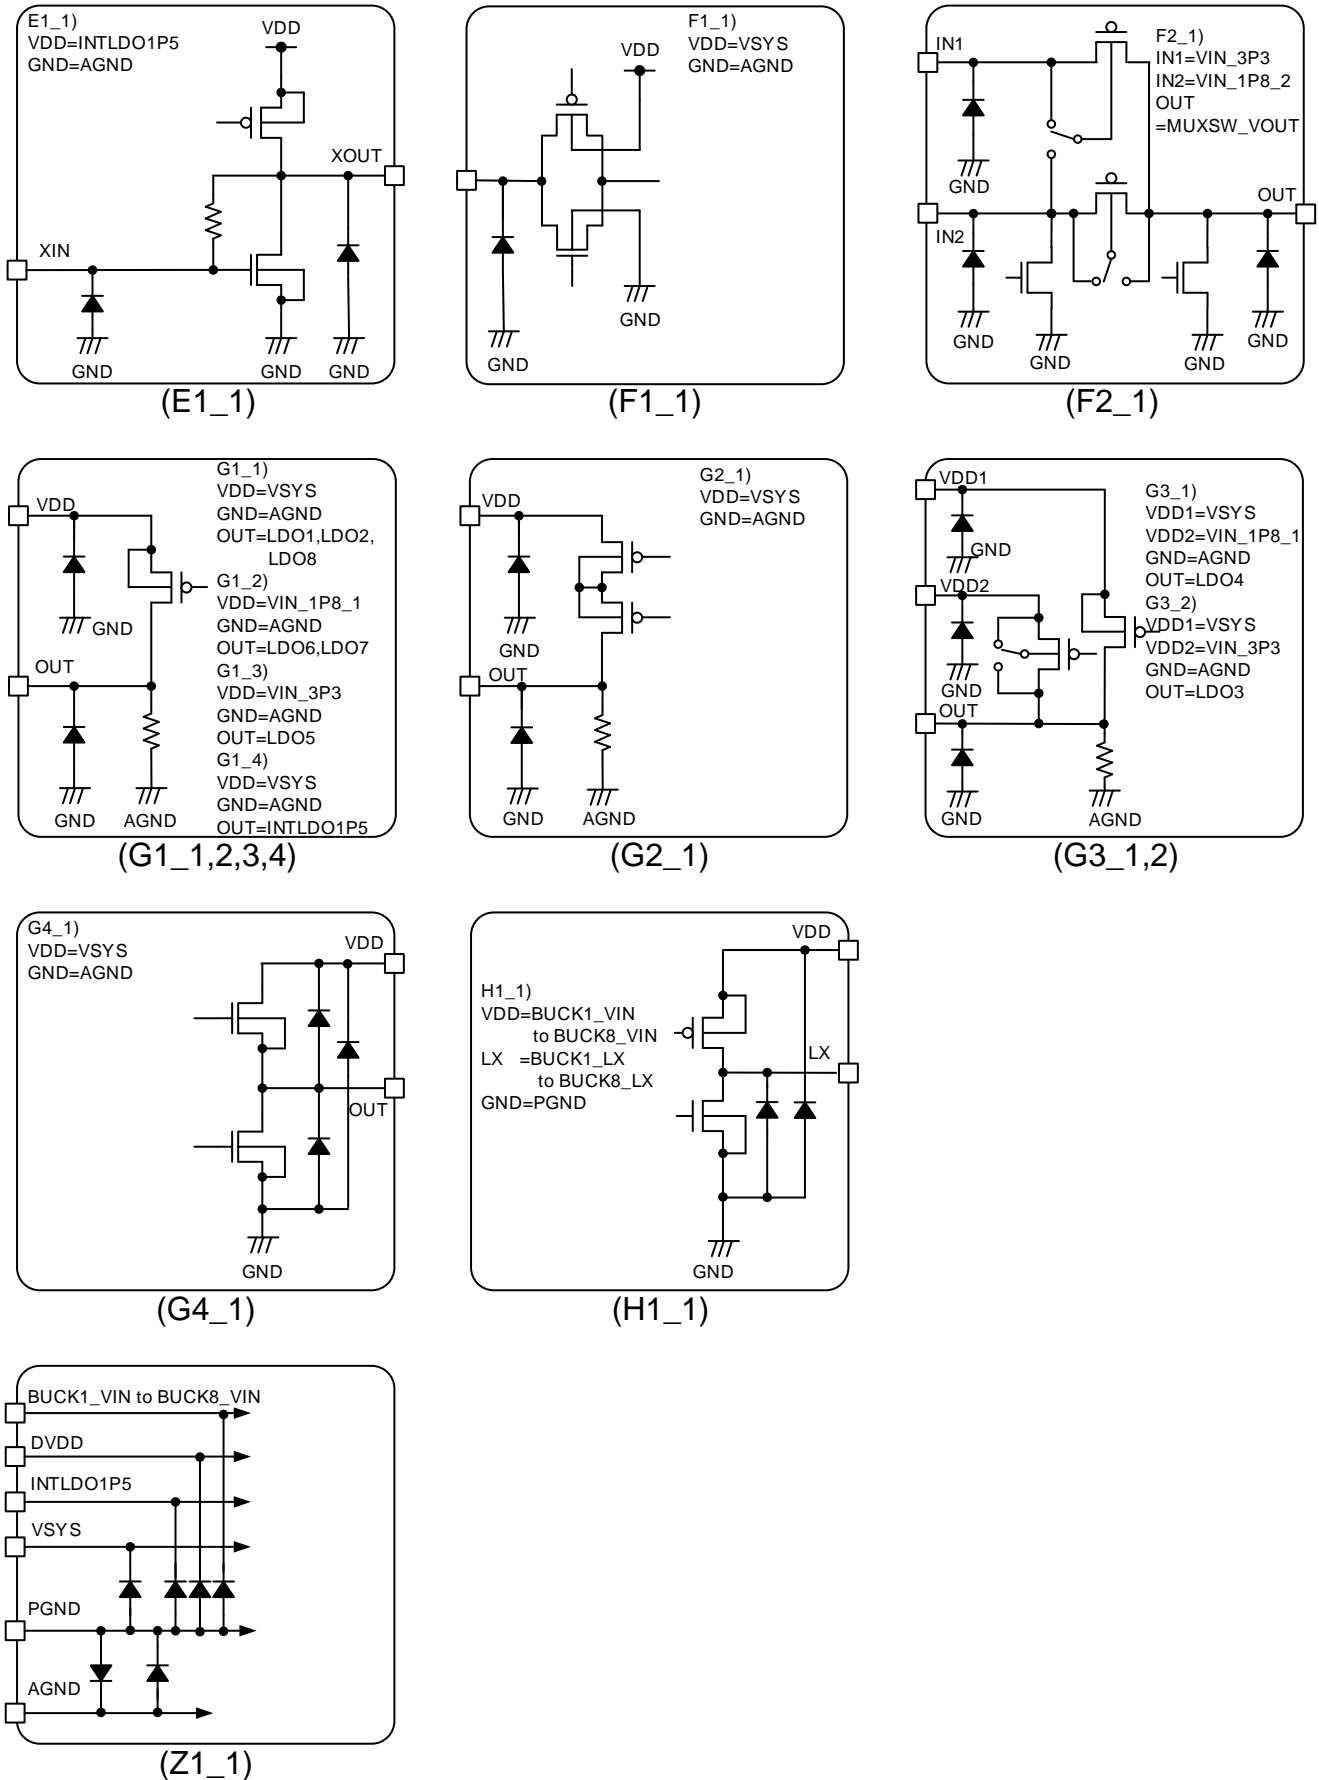 E1_1)
VDD=INTLDO1P5
GND=AGND
VDD
XOUT
XIN
GND
GND
GND
(E1_1)
F1_1)
VDD=VSYS
GND=AGND
VDD
GND
GND
(F1_1)
IN1
F2_1)
IN1=VIN_3P3
IN2=VIN_1P8_2
OUT
=MUXSW_VOUT
GND
OUT
IN2
GND
GND
GND
GND
(F2_1)
G1_1)
VDD=VSYS
GND=AGND
OUT=LDO1,LDO2,
LDO8
G1_2)
VDD=VIN_1P8_1
GND=AGND
OUT=LDO6,LDO7
G1_3)
VDD=VIN_3P3
GND=AGND
OUT=LDO5
G1_4)
VDD=VSYS
GND=AGND
OUT=INTLDO1P5
VDD
GND
OUT
GND
AGND
(G1_1,2,3,4)
G2_1)
VDD=VSYS
GND=AGND
VDD
GND
OUT
GND
AGND
(G2_1)
VDD1
G3_1)
VDD1=VSYS
VDD2=VIN_1P8_1
GND=AGND
OUT=LDO4
G3_2)
VDD1=VSYS
VDD2=VIN_3P3
GND=AGND
OUT=LDO3
GND
VDD2
GND
OUT
GND
AGND
(G3_1,2)
G4_1)
VDD=VSYS
GND=AGND
VDD
OUT
GND
(G4_1)
VDD
H1_1)
VDD=BUCK1_VIN
to BUCK8_VIN
LX =BUCK1_LX
to BUCK8_LX
GND=PGND
LX
GND
(H1_1)
BUCK1_VIN to BUCK8_VIN
DVDD
INTLDO1P5
VSYS
PGND
AGND
(Z1_1)